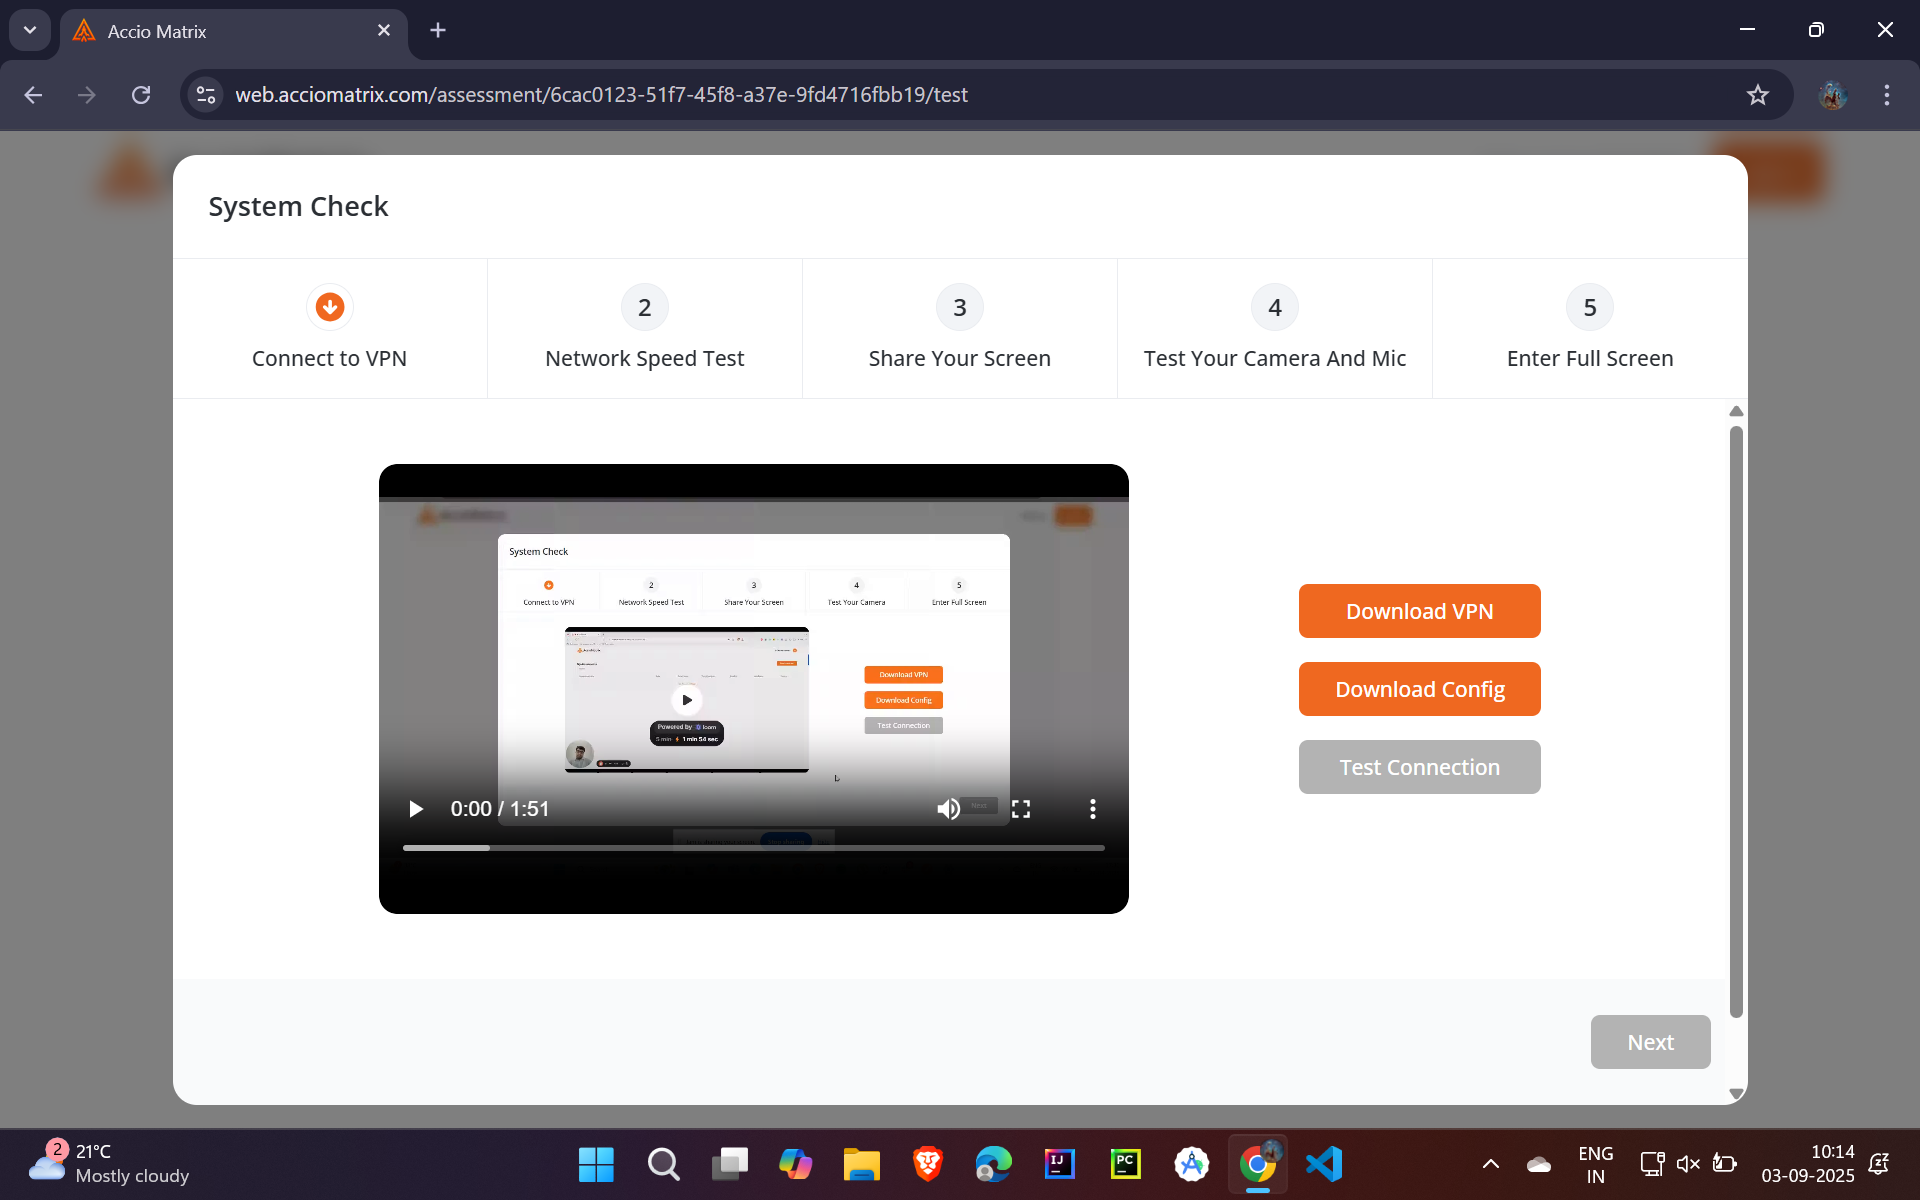 Accio Matrix
web.acciomatrix.com/assessment/6cac0123-51f7-45f8-a37e-9fd4716fbb19/test
System Check
2
3
4
5
Connect to VPN
Network Speed Test
Share Your Screen
Test Your Camera And Mic
Enter Full Screen
System Check
2
3
4
5
Connect to VPN
Network Speed Test
Share Your Screen
Test Your Camera
Enter Full Screen
Download VPN
Download Config
Test Connection
Powered by loom
5 min 1 min 54 sec
Next
0:00 / 1:51
Download VPN
Download Config
Test Connection
Next
2
21°C
Mostly cloudy
IJ
PC
ENG
IN
10:14
03-09-2025